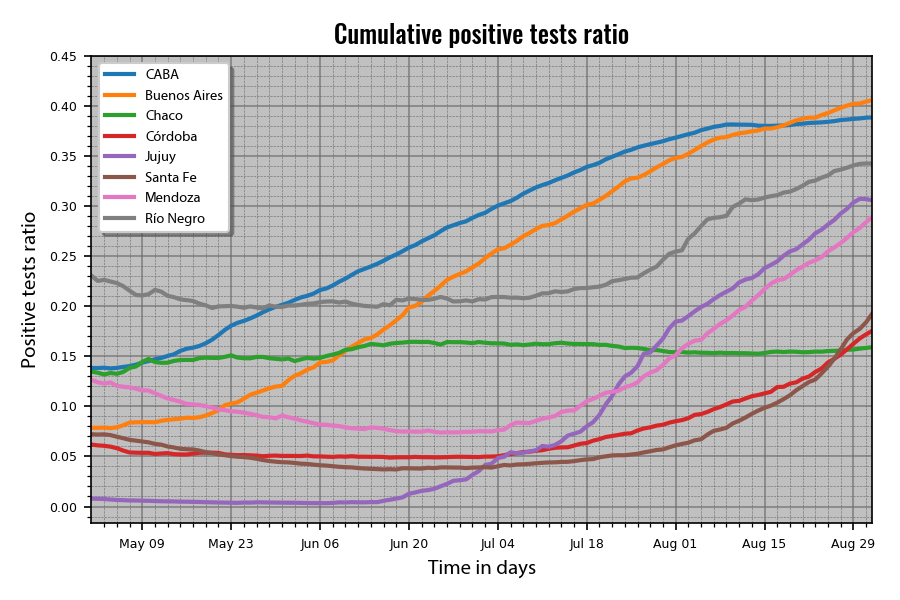 Cumulative positive tests ratio
0.45
0.40
0.35
0.30
0.25
0.20
0.15
0.10
0.05
0.00
Positive tests ratio
CABA
Buenos Aires
Chaco
Córdoba
Jujuy
Santa Fe
Mendoza
Río Negro
May 09 May 23 Jun 06 Jun 20 Jul 04 Jul 18 Aug 01 Aug 15 Aug 29
Time in days